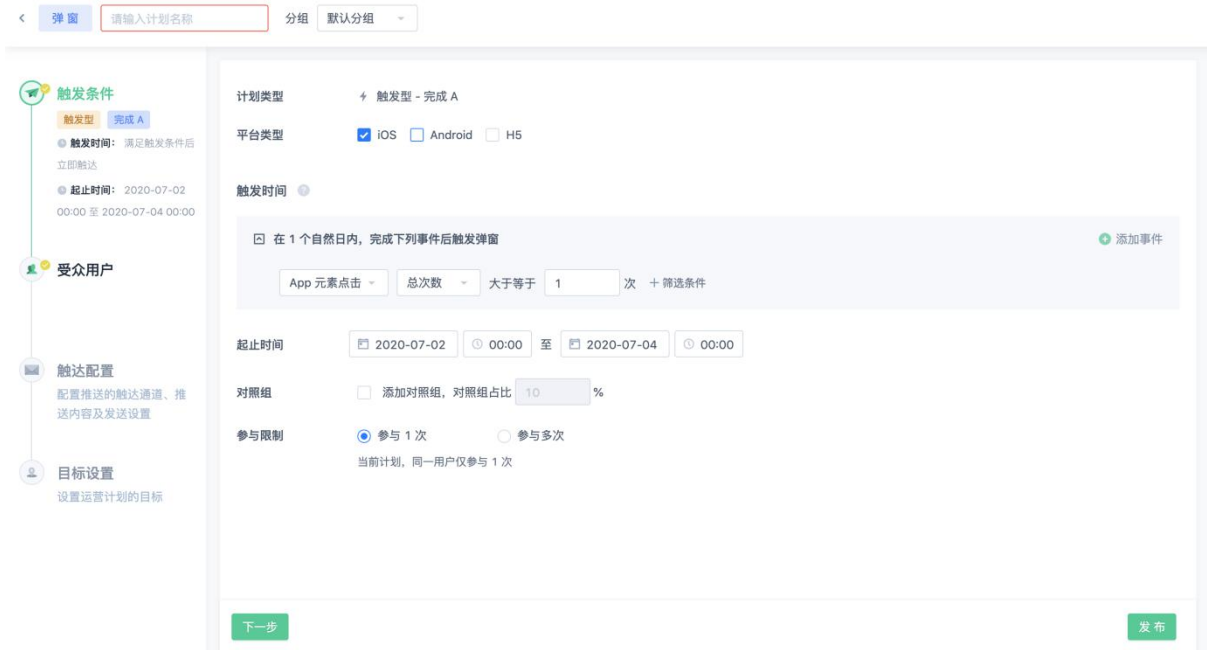 弹窗 请输入计划名称 分组 默认分组
触发条件
触发型 完成 A
触发时间： 满足触发条件后
立即触达
起止时间： 2020-07-02
00:00 至 2020-07-04 00:00
受众用户
触达配置
配置推送的触达通道、推
送内容及发送设置
目标设置
设置运营计划的目标
计划类型 触发型 - 完成 A
平台类型 iOS Android H5
触发时间 ?
在 1 个自然日内，完成下列事件后触发弹窗 添加事件
App 元素点击 总次数 大于等于 1 次 ＋筛选条件
起止时间 2020-07-02 00:00 至 2020-07-04 00:00
对照组 添加对照组，对照组占比 10 %
参与限制 参与 1 次 参与多次
当前计划，同一用户仅参与 1 次
下一步 发布